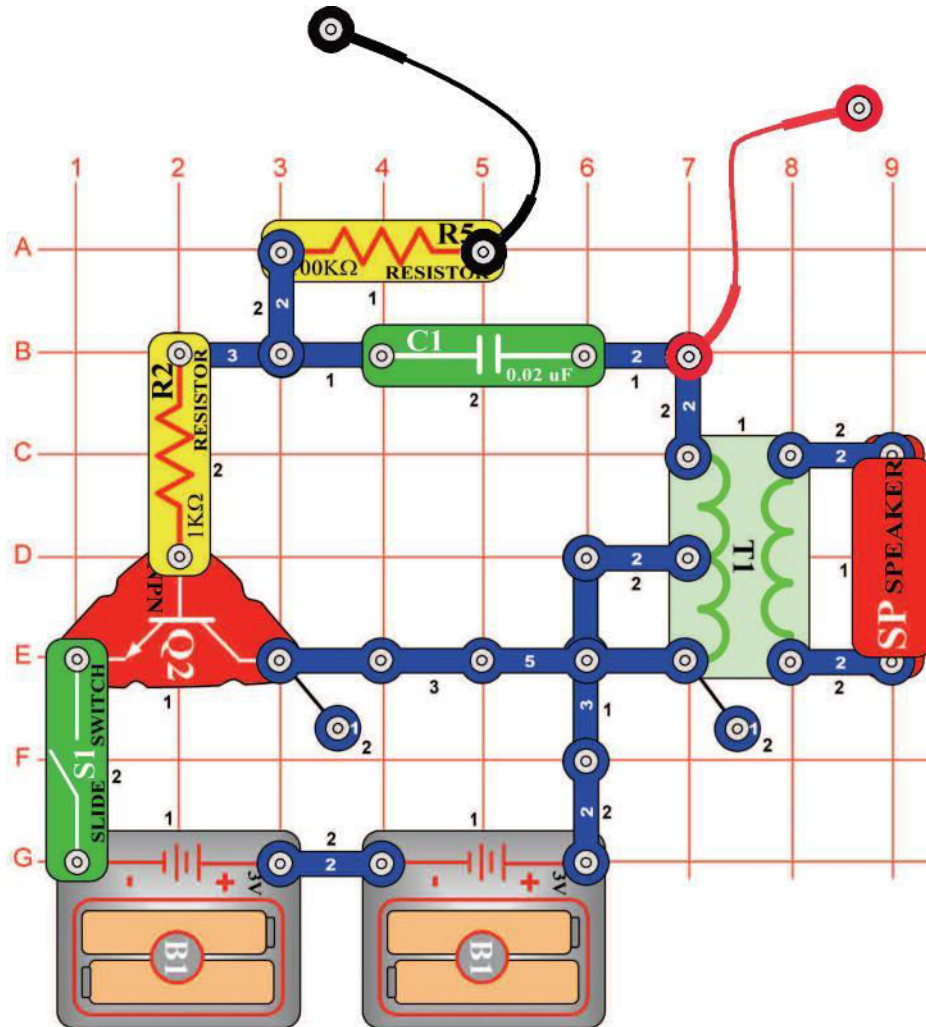 1 2 3 4 5 6 7 8 9
A
R5
00KΩ
RESISTOR
1
2
2
B
R2
RESISTOR
1KΩ
2
3
1
C1
0.02 uF
2
2
1
2
2
1
C
2
2
D
2
2
T1
1
SP SPEAKER
NPN
Q2
1
E
3
5
2
2
1
2
3
1
1
2
F
S1
SLIDE SWITCH
2
2
2
G
1
2
2
1
- +
3V
B1
- +
3V
B1